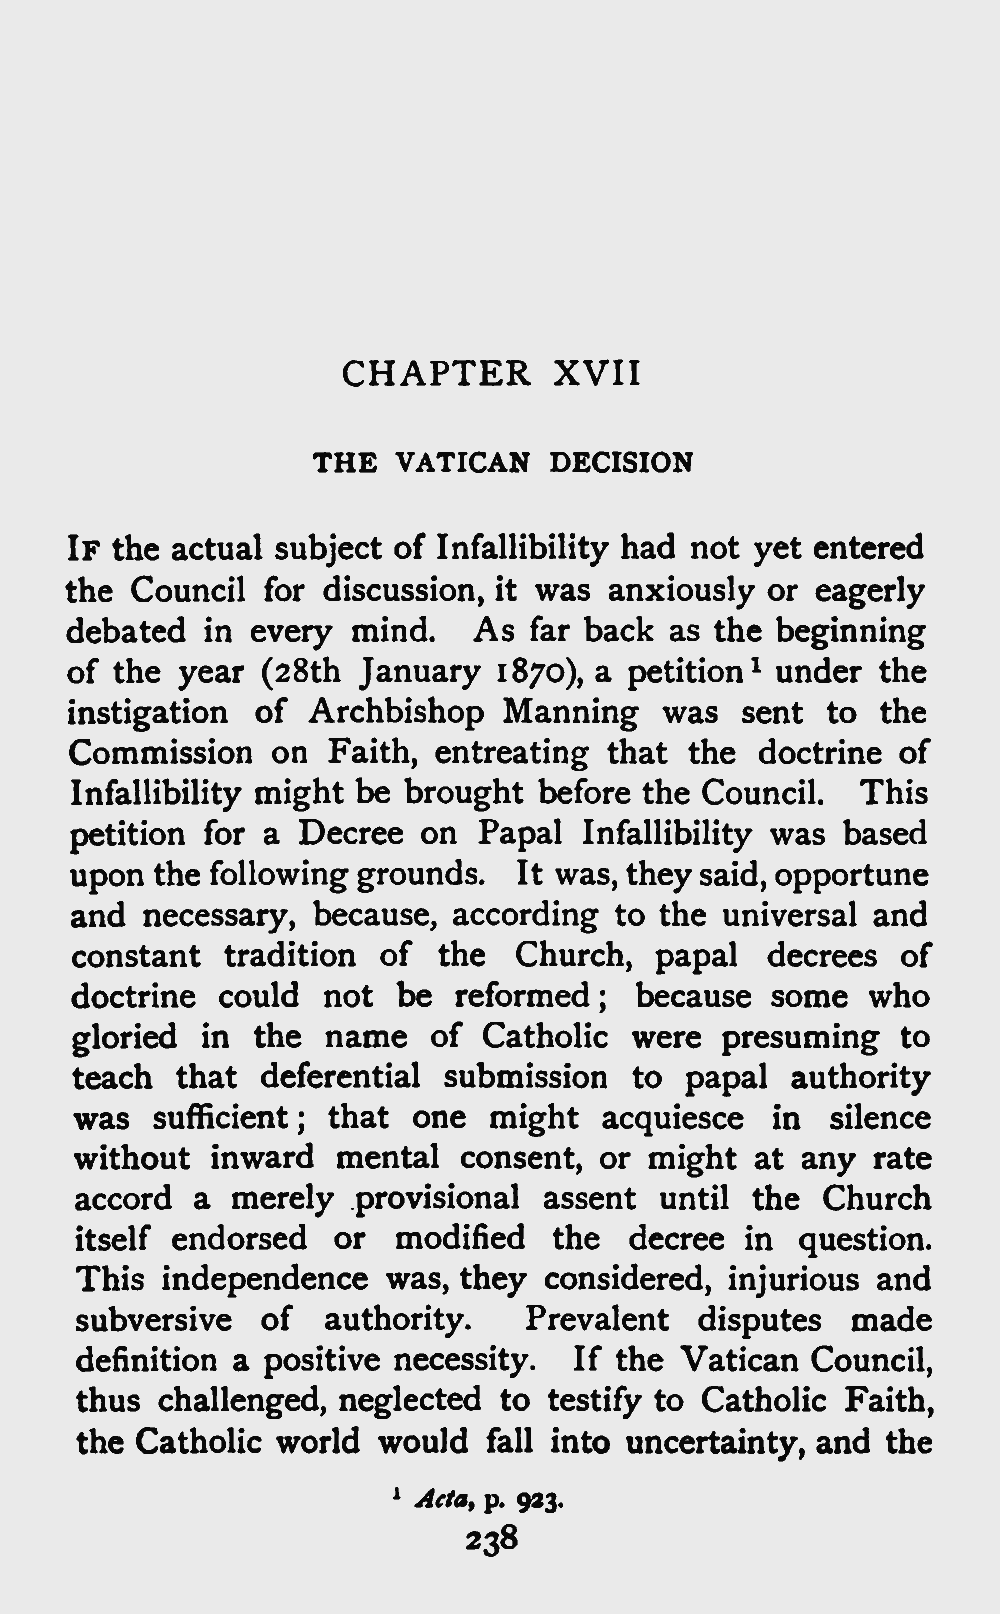 CHAPTER XVII
THE VATICAN DECISION
IF the actual subject of Infallibility had not yet entered
the Council for discussion, it was anxiously or eagerly
debated in every mind. As far back as the beginning
of the year (28th January 1870), a petition¹ under the
instigation of Archbishop Manning was sent to the
Commission on Faith, entreating that the doctrine of
Infallibility might be brought before the Council. This
petition for a Decree on Papal Infallibility was based
upon the following grounds. It was, they said, opportune
and necessary, because, according to the universal and
constant tradition of the Church, papal decrees of
doctrine could not be reformed; because some who
gloried in the name of Catholic were presuming to
teach that deferential submission to papal authority
was sufficient; that one might acquiesce in silence
without inward mental consent, or might at any rate
accord a merely provisional assent until the Church
itself endorsed or modified the decree in question.
This independence was, they considered, injurious and
subversive of authority. Prevalent disputes made
definition a positive necessity. If the Vatican Council,
thus challenged, neglected to testify to Catholic Faith,
the Catholic world would fall into uncertainty, and the
¹ Acta, p. 923.
238